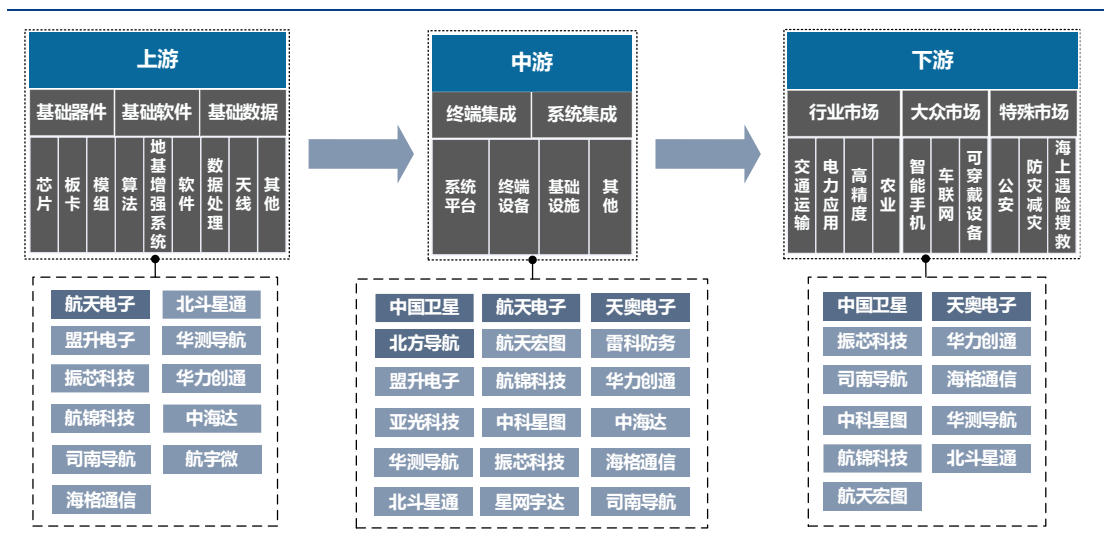 上游
基础器件 基础软件 基础数据
芯片 板卡 模组 算法 地基增强系统 软件 数据处理 天线 其他
航天电子 北斗星通
盟升电子 华测导航
振芯科技 华力创通
航锦科技 中海达
司南导航 航宇微
海格通信
中游
终端集成 系统集成
系统平台 终端设备 基础设施 其他
中国卫星 航天电子 天奥电子
北方导航 航天宏图 雷科防务
盟升电子 航锦科技 华力创通
亚光科技 中科星图 中海达
华测导航 振芯科技 海格通信
北斗星通 星网宇达 司南导航
下游
行业市场 大众市场 特殊市场
交通运输 电力应用 高精度 农业 智能手机 车联网 可穿戴设备 公安 防灾减灾 海上遇险搜救
中国卫星 天奥电子
振芯科技 华力创通
司南导航 海格通信
中科星图 华测导航
航锦科技 北斗星通
航天宏图